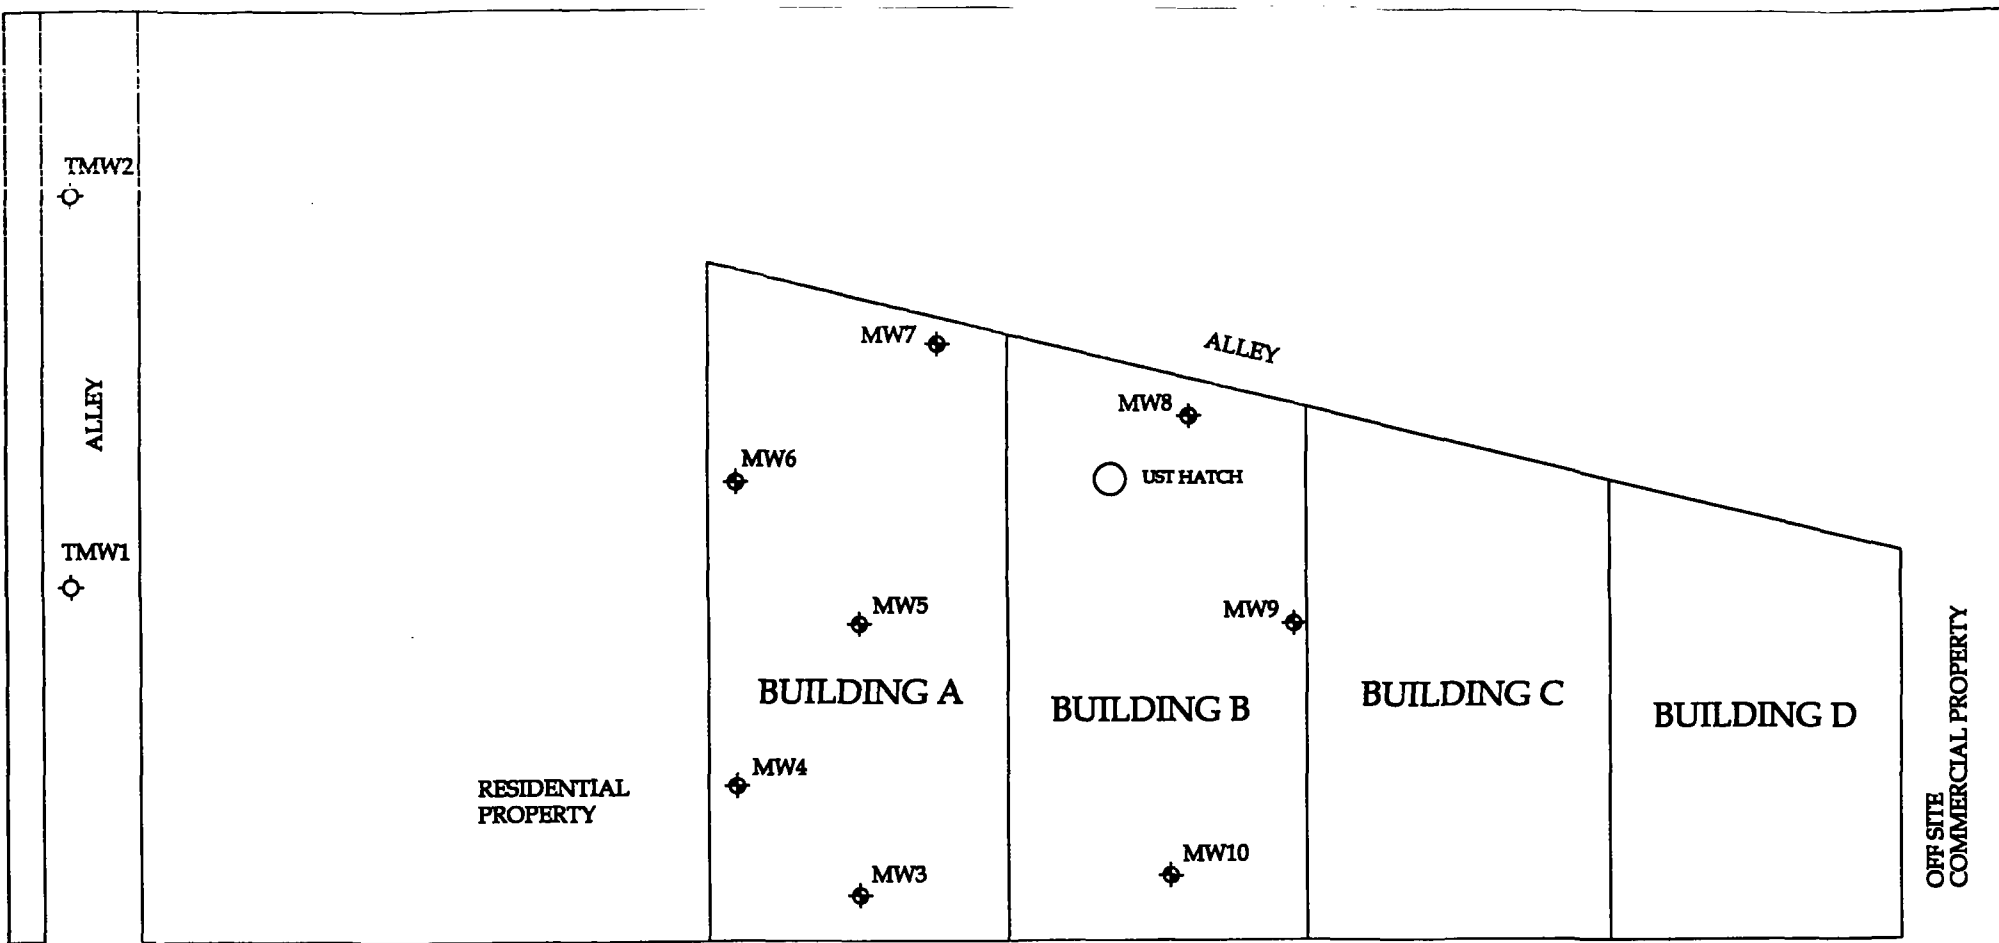 TMW2
MW7
ALLEY
ALLEY
MW8
MW6
UST HATCH
TMW1
MW5
MW9
BUILDING A
BUILDING B
BUILDING C
BUILDING D
MW4
RESIDENTIAL
PROPERTY
MW3
MW10
OFF SITE
COMMERCIAL PROPERTY